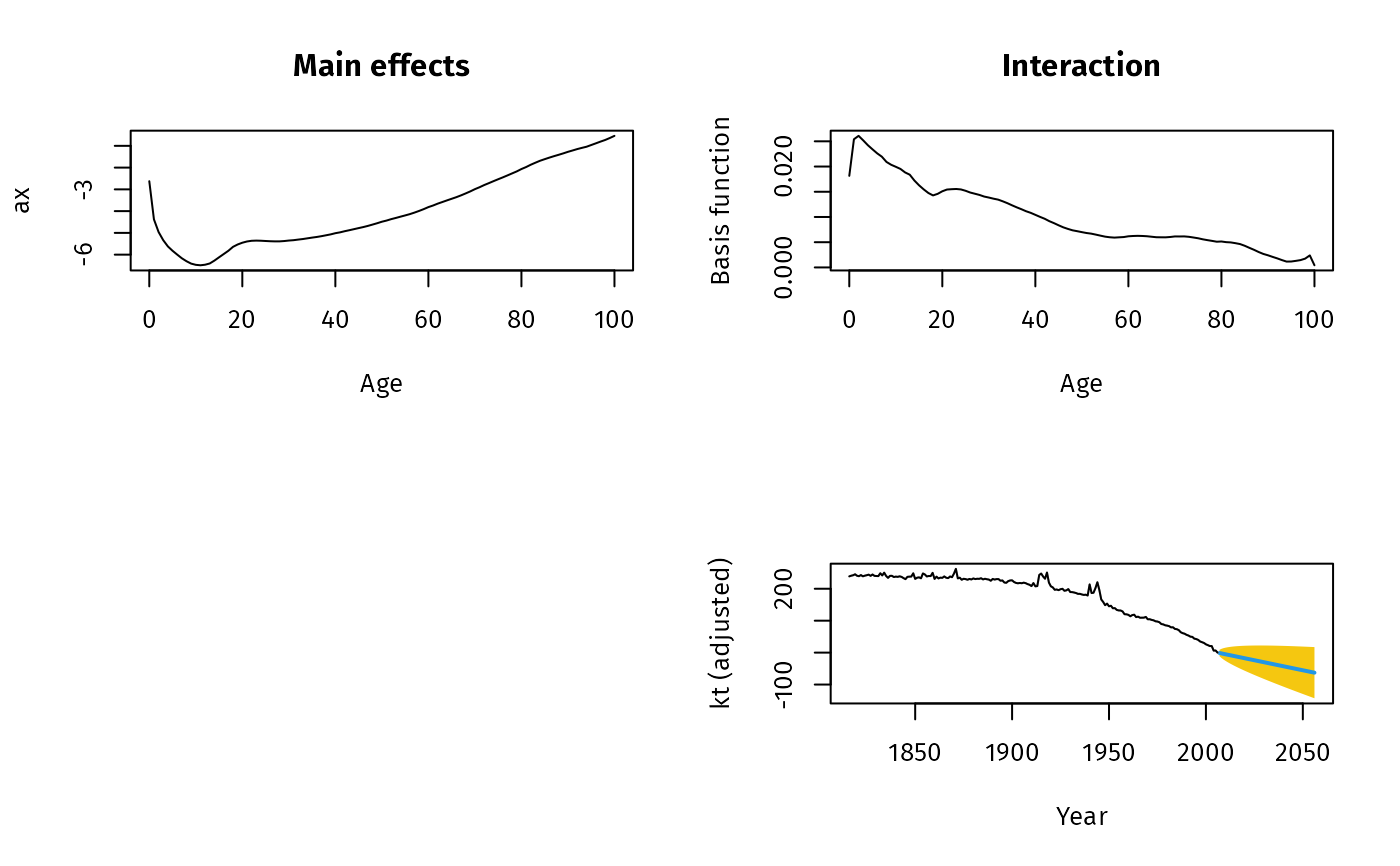 Main effects
ax
-3
-6
0 20 40 60 80 100
Age
Interaction
Basis function
0.020
0.000
0 20 40 60 80 100
Age
kt (adjusted)
200
-100
1850 1900 1950 2000 2050
Year